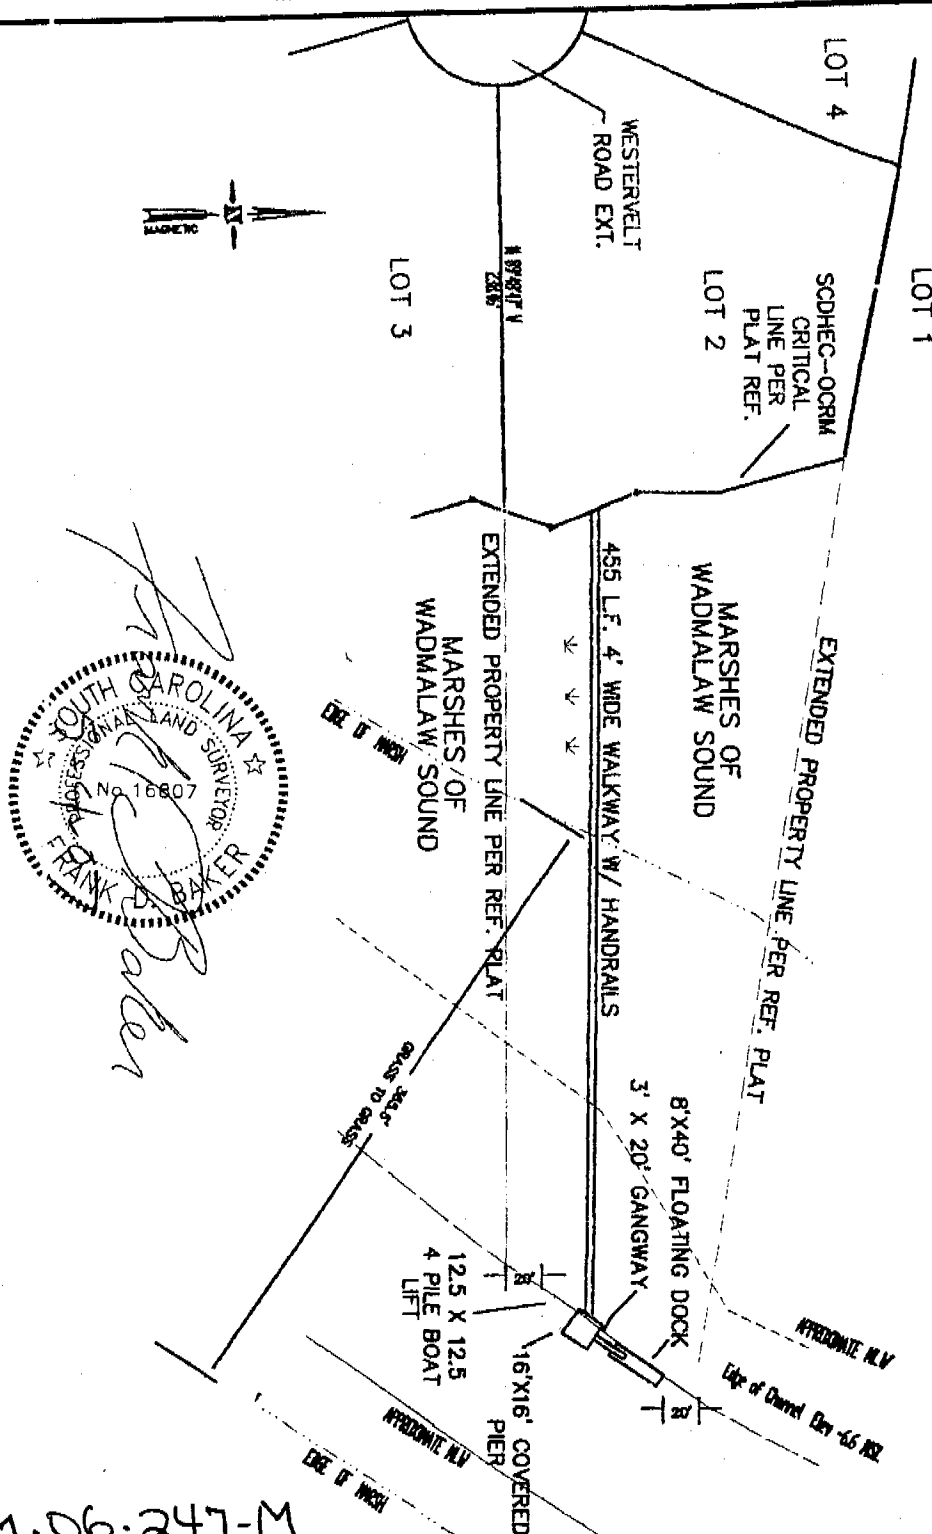 LOT 1
LOT 4
WESTERVELT
ROAD EXT.
MAGNETIC
N
LOT 3
LOT 2
SCDHEC-OCRM
CRITICAL
LINE PER
PLAT REF.
MARSHES OF
WADMALAW SOUND
EXTENDED PROPERTY LINE PER REF. PLAT
455 L.F. 4' WIDE WALKWAY W/ HANDRAILS
EXTENDED PROPERTY LINE PER REF. PLAT
MARSHES OF
WADMALAW SOUND
EDGE OF MARSH
GRASS TO GRASS
8'X40' FLOATING DOCK
3' X 20' GANGWAY
20'
20'
12.5 X 12.5
4 PILE BOAT
LIFT
16'X16' COVERED
PIER
APPROXIMATE MLW
Edge of Channel Elev -6.6 MSL
APPROXIMATE MLW
EDGE OF MARSH
SOUTH CAROLINA
PROFESSIONAL LAND SURVEYOR
No 16807
FRANK D. BAKER
06.247-M